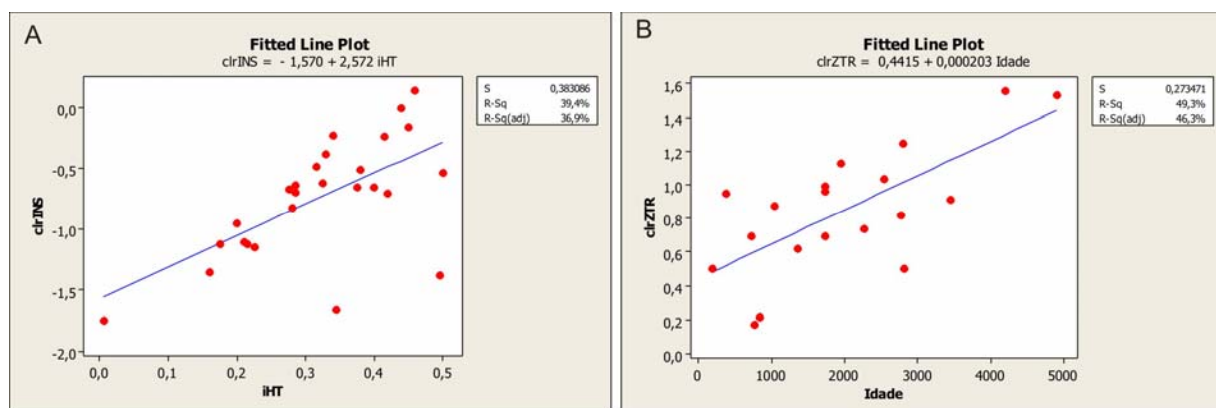 A
Fitted Line Plot
clrINS = - 1,570 + 2,572 iHT
S 0,383086
R-Sq 39,4%
R-Sq(adj) 36,9%
0,0
-0,5
-1,0
-1,5
-2,0
clrINS
0,0 0,1 0,2 0,3 0,4 0,5
iHT
B
Fitted Line Plot
clrZTR = 0,4415 + 0,000203 Idade
S 0,273471
R-Sq 49,3%
R-Sq(adj) 46,3%
1,6
1,4
1,2
1,0
0,8
0,6
0,4
0,2
0,0
clrZTR
0 1000 2000 3000 4000 5000
Idade